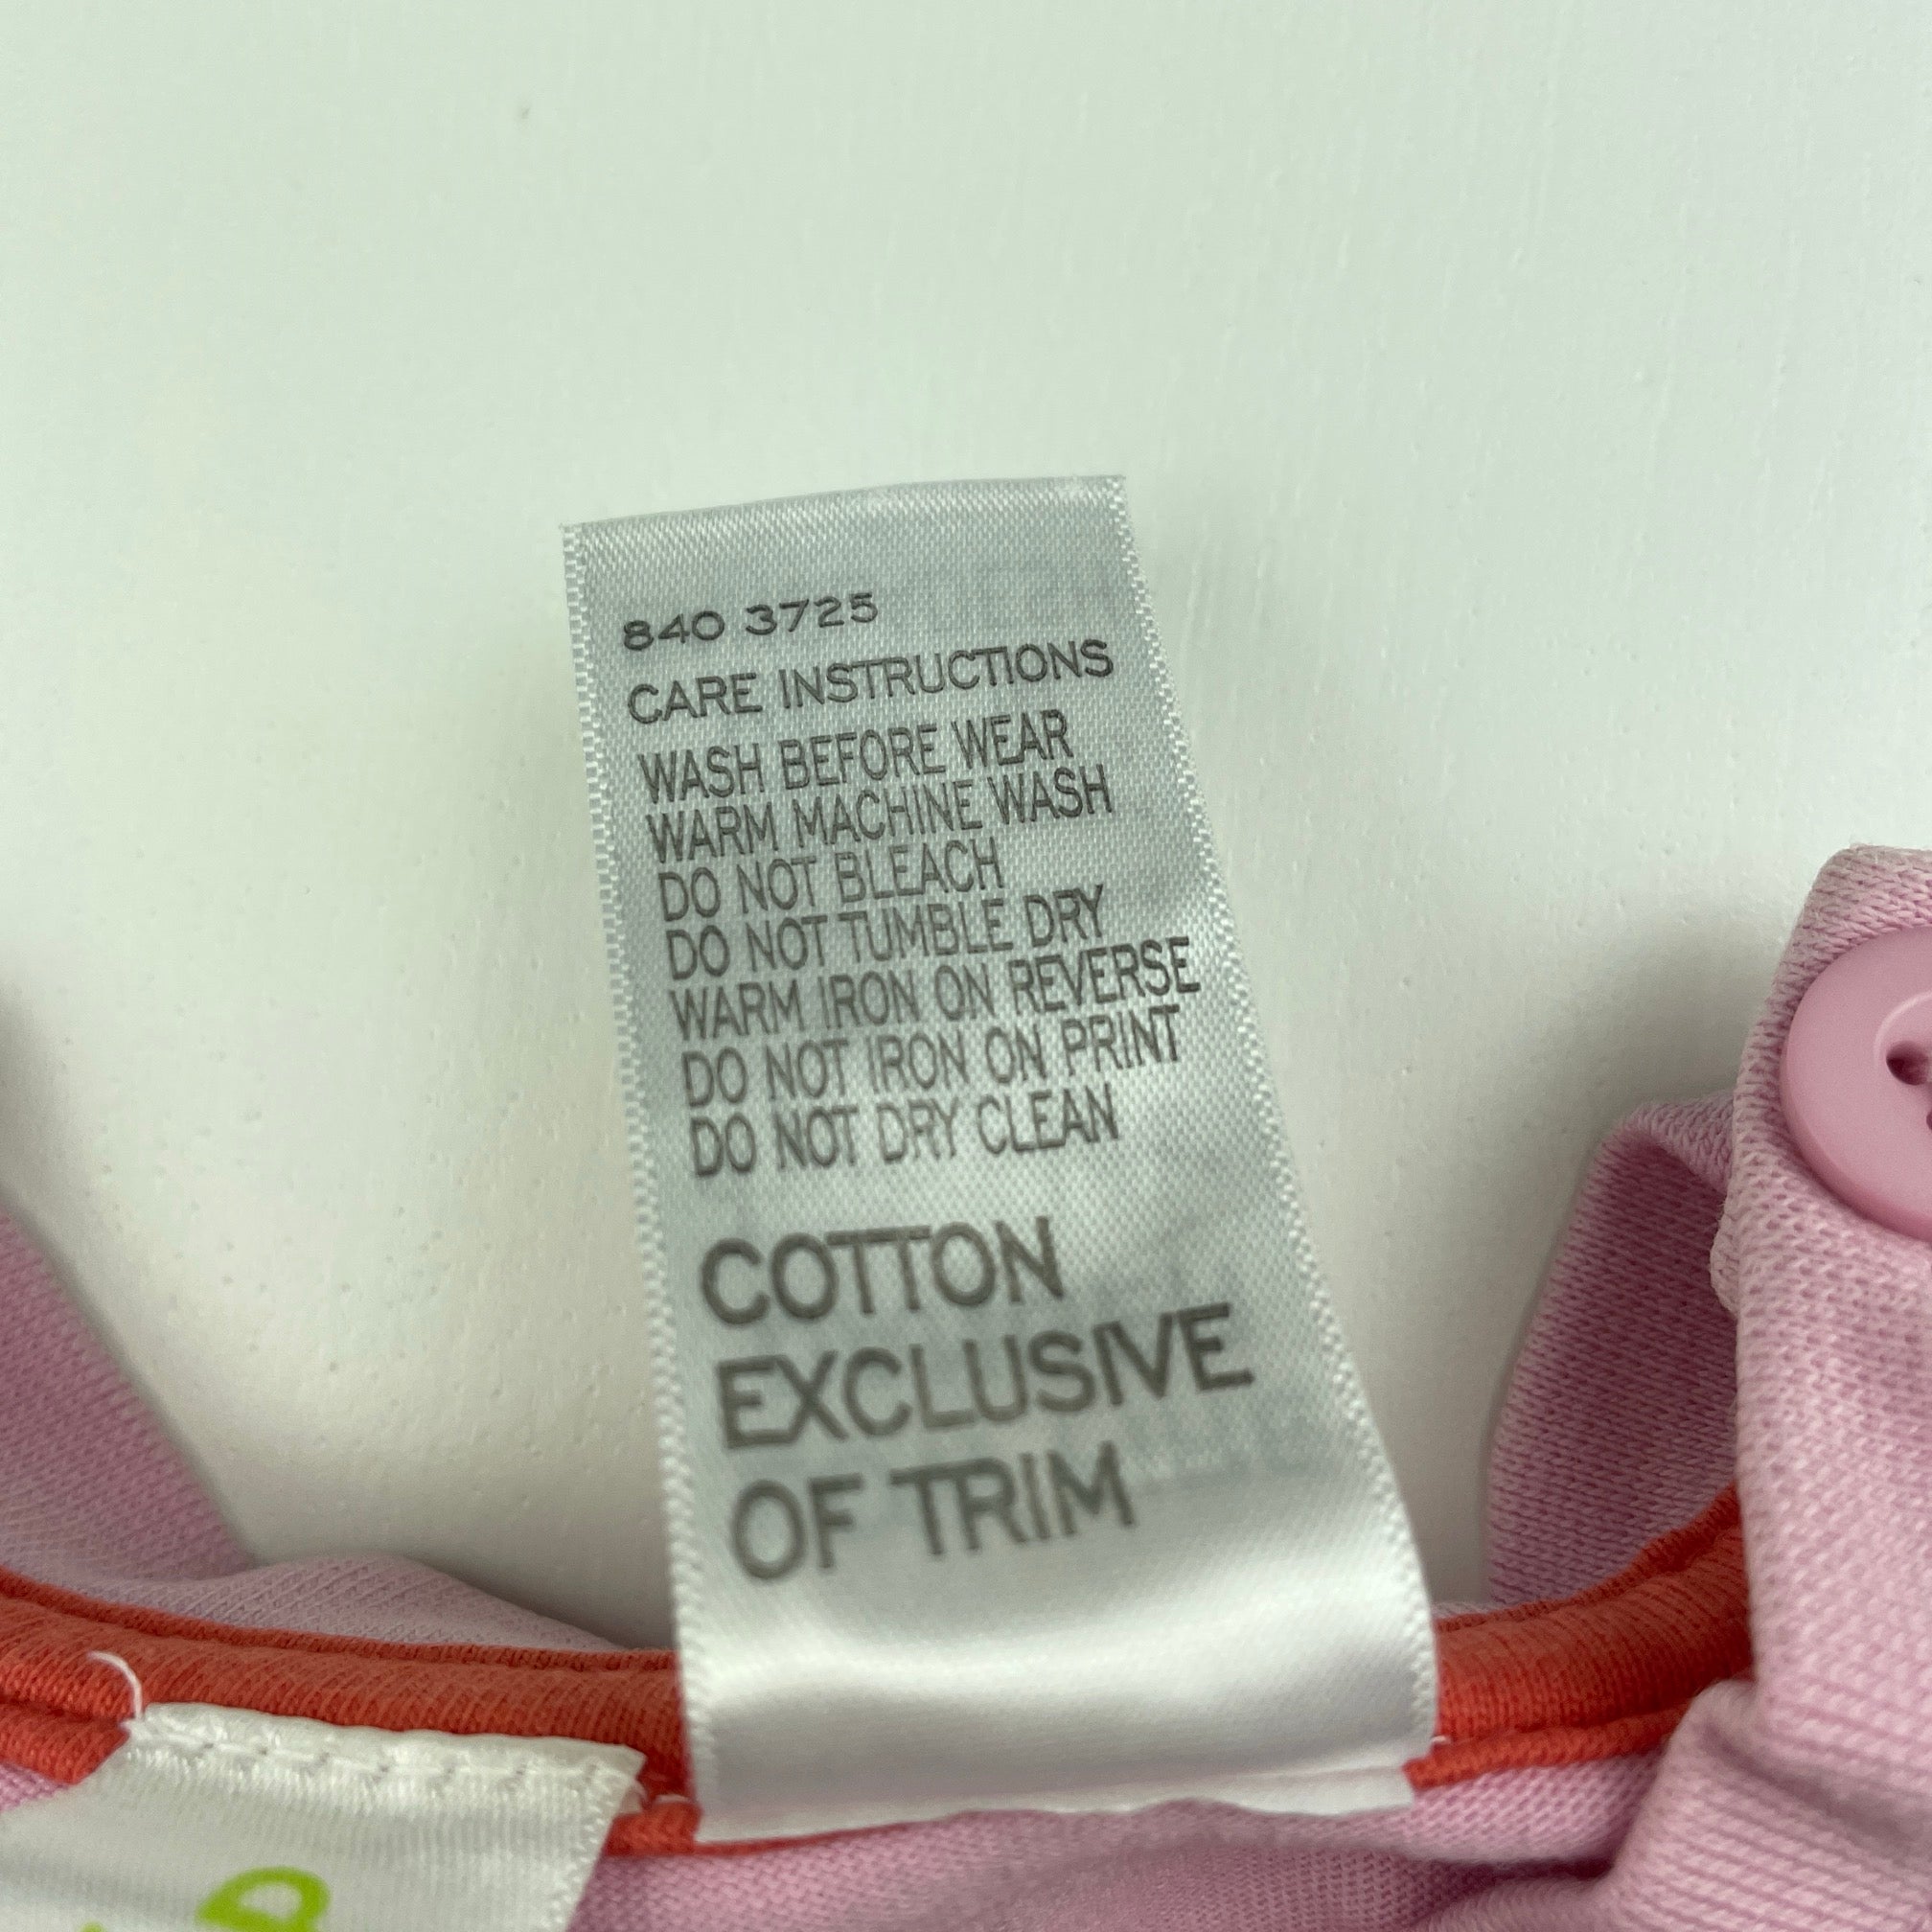 840 3725
CARE INSTRUCTIONS
WASH BEFORE WEAR
WARM MACHINE WASH
DO NOT BLEACH
DO NOT TUMBLE DRY
WARM IRON ON REVERSE
DO NOT IRON ON PRINT
DO NOT DRY CLEAN
COTTON
EXCLUSIVE
OF TRIM